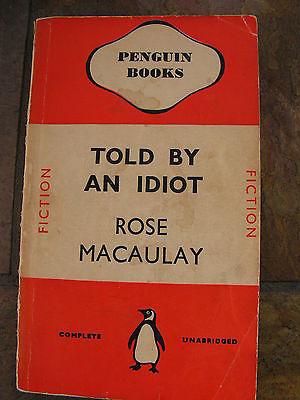 PENGUIN
BOOKS
TOLD BY
AN IDIOT
FICTION
FICTION
ROSE
MACAULAY
COMPLETE
UNABRIDGED